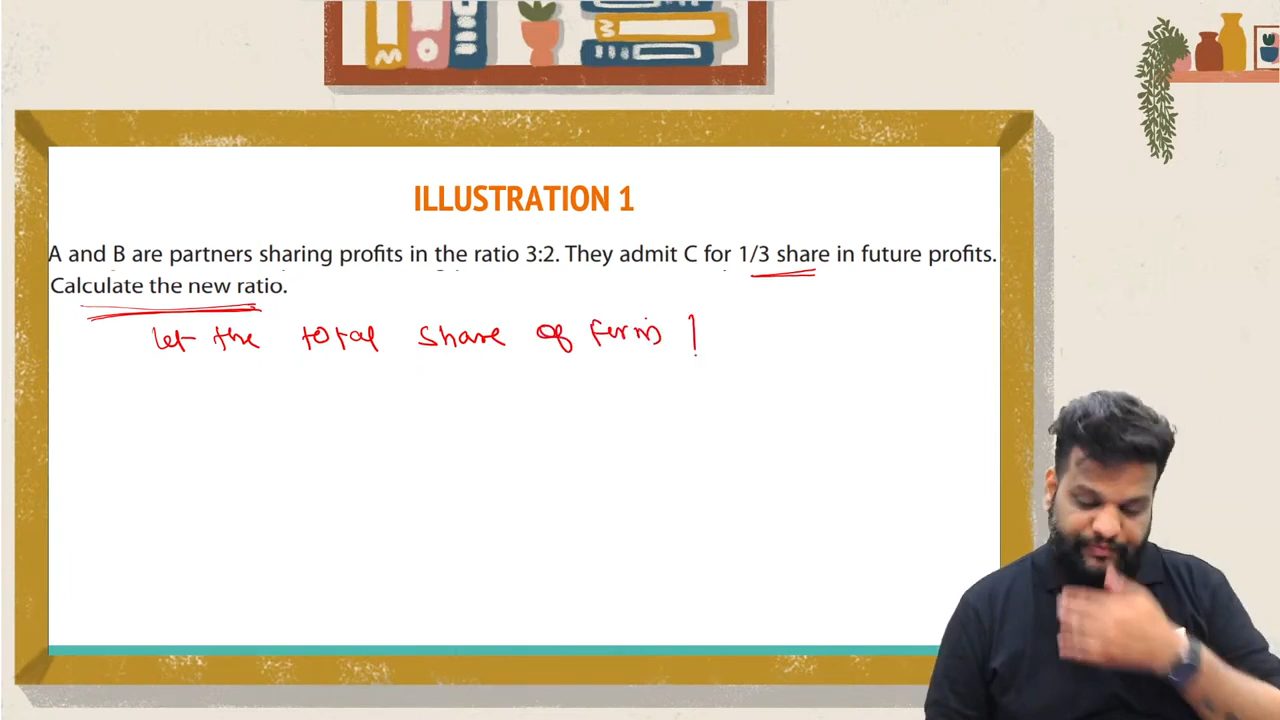 ILLUSTRATION 1
A and B are partners sharing profits in the ratio 3:2. They admit C for 1/3 share in future profits.
Calculate the new ratio.
let the total share of firm is 1